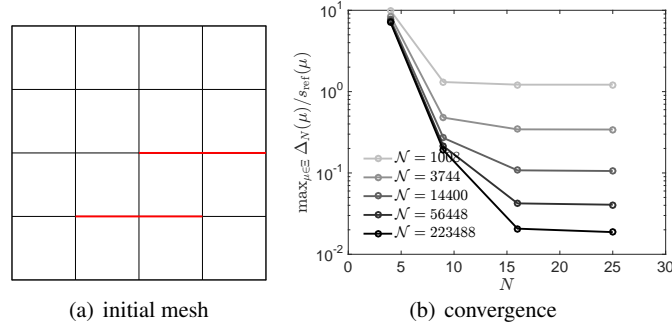 10^1
10^0
10^{-1}
10^{-2}
max_{μ∈Ξ} Δ_N(μ)/s_ref(μ)
𝒩 = 1008
𝒩 = 3744
𝒩 = 14400
𝒩 = 56448
𝒩 = 223488
0 5 10 15 20 25 30
N
(a) initial mesh
(b) convergence